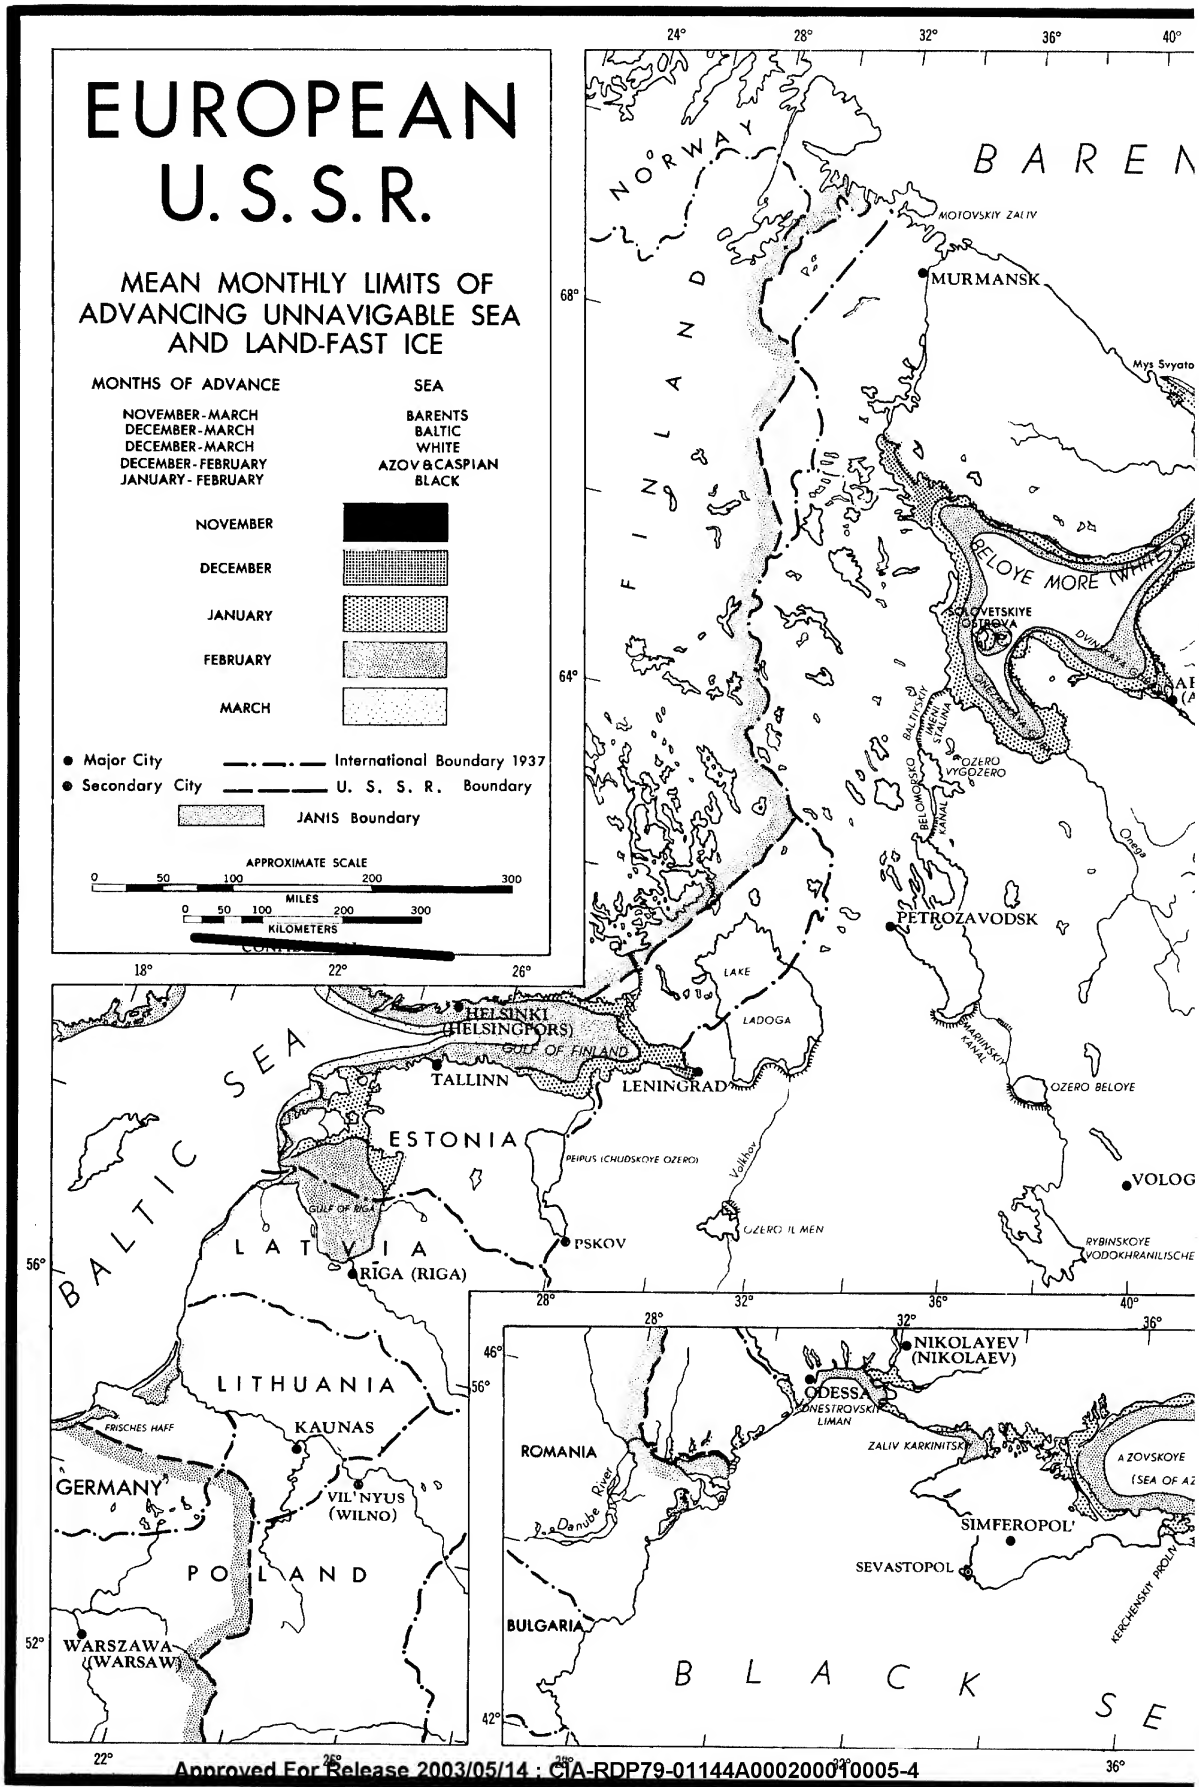 EUROPEAN
U.S.S.R.
MEAN MONTHLY LIMITS OF
ADVANCING UNNAVIGABLE SEA
AND LAND-FAST ICE
MONTHS OF ADVANCE SEA
NOVEMBER-MARCH BARENTS
DECEMBER-MARCH BALTIC
DECEMBER-MARCH WHITE
DECEMBER-FEBRUARY AZOV & CASPIAN
JANUARY-FEBRUARY BLACK
NOVEMBER
DECEMBER
JANUARY
FEBRUARY
MARCH
Major City International Boundary 1937
Secondary City U. S. S. R. Boundary
JANIS Boundary
APPROXIMATE SCALE
0 50 100 200 300
MILES
0 50 100 200 300
KILOMETERS
18° 22° 26°
24° 28° 32° 36° 40°
NORWAY
BAREN
MOTOVSKIY ZALIV
MURMANSK
68°
Mys Svyato
FINLAND
BELOYE MORE (WHITE SE
SOLOVETSKIYE
OSTROVA
DVINSKAYA
64°
BELOMORSKO
BALTIYSKIY
IMENI
STALINA
KANAL
OZERO
VYGOZERO
Onega
PETROZAVODSK
LAKE
LADOGA
MARIINSKIY
KANAL
OZERO BELOYE
HELSINKI
(HELSINGFORS)
GULF OF FINLAND
TALLINN
LENINGRAD
BALTIC SEA
ESTONIA
PEIPUS (CHUDSKOYE OZERO)
Volkhov
VOLOG
GULF OF RIGA
OZERO IL'MEN
LATVIA
PSKOV
RYBINSKOYE
VODOKHRANILISHCHE
56°
RIGA (RIGA)
28° 32° 36° 40°
28° 32° 36°
46°
NIKOLAYEV
(NIKOLAEV)
LITHUANIA
56°
ODESSA
DNESTROVSKIY
LIMAN
FRISCHES HAFF
KAUNAS
ROMANIA
ZALIV KARKINITSK
AZOVSKOYE
(SEA OF AZ
GERMANY
VIL'NYUS
(WILNO)
Danube River
SIMFEROPOL'
POLAND
SEVASTOPOL
KERCHENSKIY PROLIV
BULGARIA
52°
WARSZAWA
(WARSAW)
BLACK SE
42°
22° 26° 28° 32° 36°
Approved For Release 2003/05/14 : CIA-RDP79-01144A000200010005-4